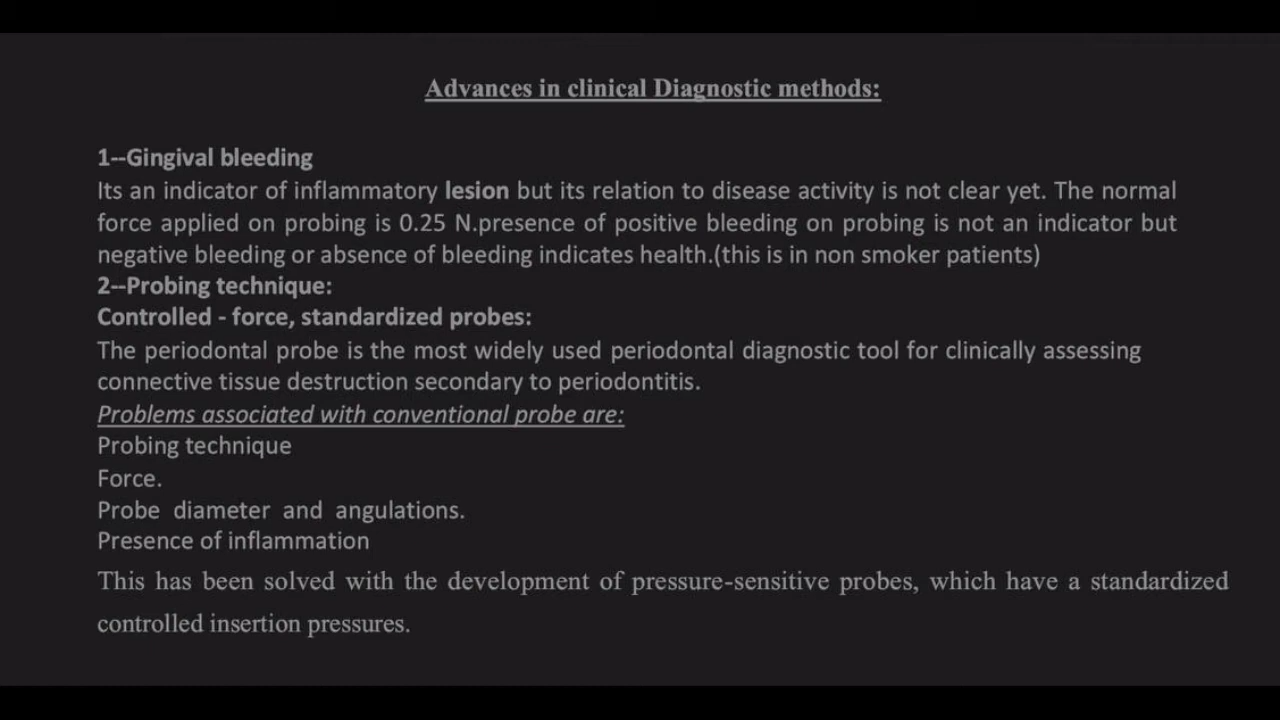 Advances in clinical Diagnostic methods:
1--Gingival bleeding
Its an indicator of inflammatory lesion but its relation to disease activity is not clear yet. The normal
force applied on probing is 0.25 N.presence of positive bleeding on probing is not an indicator but
negative bleeding or absence of bleeding indicates health.(this is in non smoker patients)
2--Probing technique:
Controlled - force, standardized probes:
The periodontal probe is the most widely used periodontal diagnostic tool for clinically assessing
connective tissue destruction secondary to periodontitis.
Problems associated with conventional probe are:
Probing technique
Force.
Probe diameter and angulations.
Presence of inflammation
This has been solved with the development of pressure-sensitive probes, which have a standardized
controlled insertion pressures.